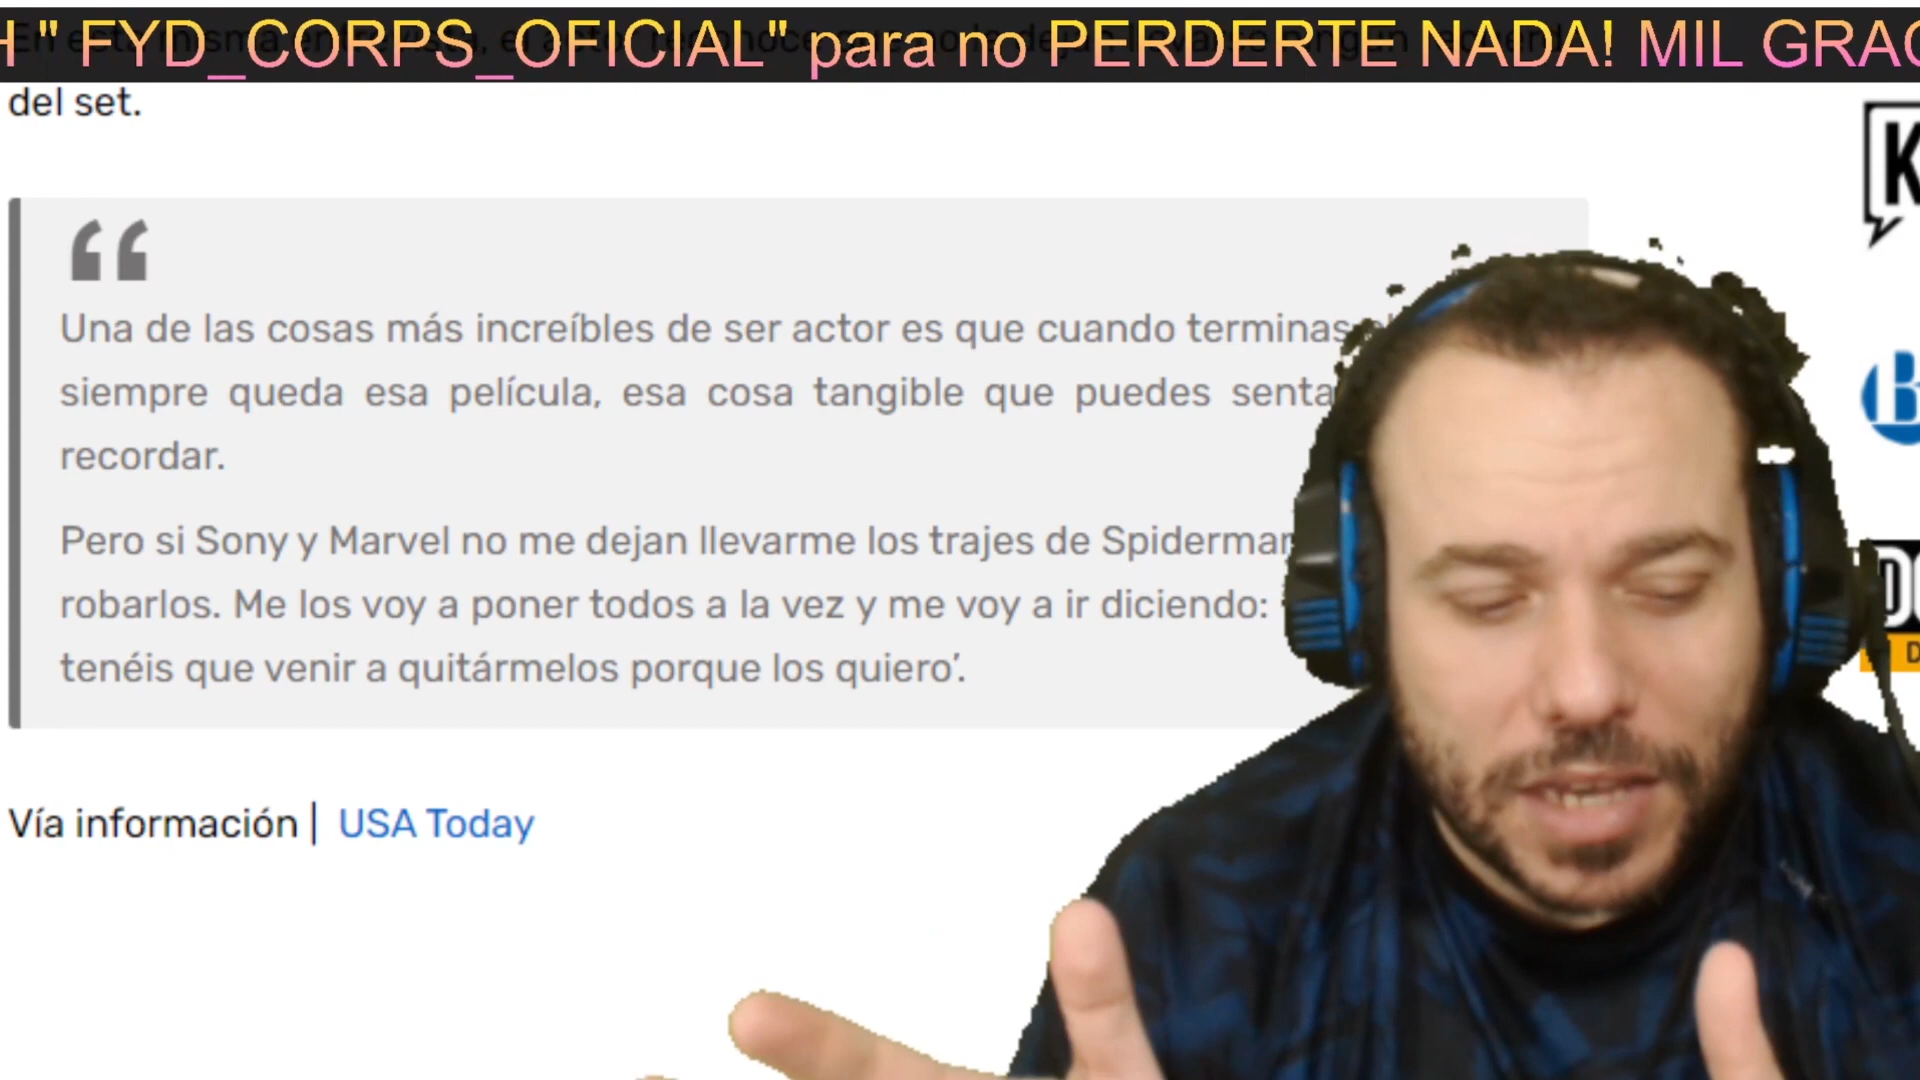 H " FYD_CORPS_OFICIAL" para no PERDERTE NADA! MIL GRAC
del set.
Una de las cosas más increíbles de ser actor es que cuando terminas
siempre queda esa película, esa cosa tangible que puedes
recordar.
Pero si Sony y Marvel no me dejan llevarme los trajes de
robarlos. Me los voy a poner todos a la vez y me voy a ir diciendo:
tenéis que venir a quitármelos porque los quiero’.
Vía información | USA Today